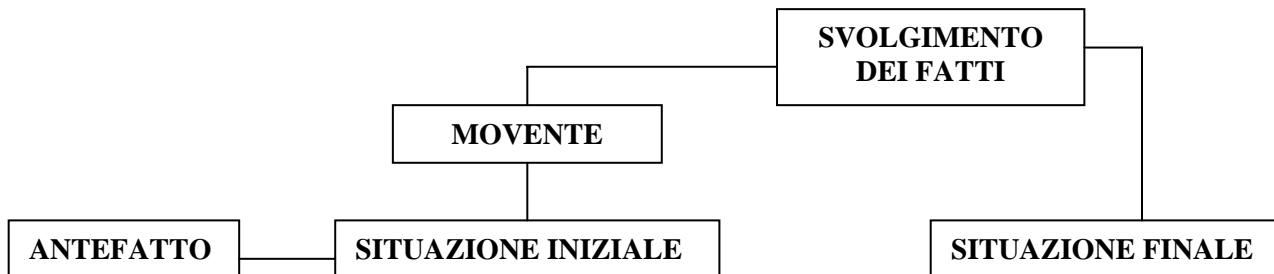 SVOLGIMENTO
DEI FATTI
MOVENTE
ANTEFATTO
SITUAZIONE INIZIALE
SITUAZIONE FINALE